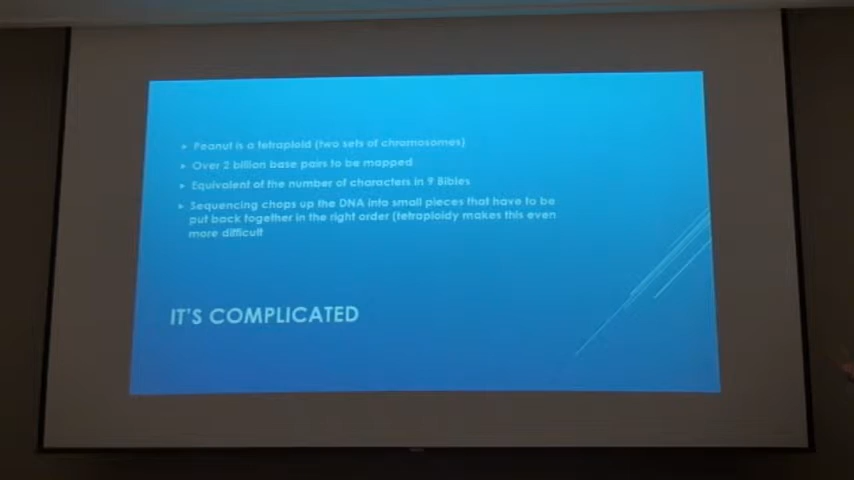 Peanut is a tetraploid (two sets of chromosomes)
Over 2 billion base pairs to be mapped
Equivalent of the number of characters in 9 Bibles
Sequencing chops up the DNA into small pieces that have to be
put back together in the right order (tetraploidy makes this even
more difficult
IT'S COMPLICATED